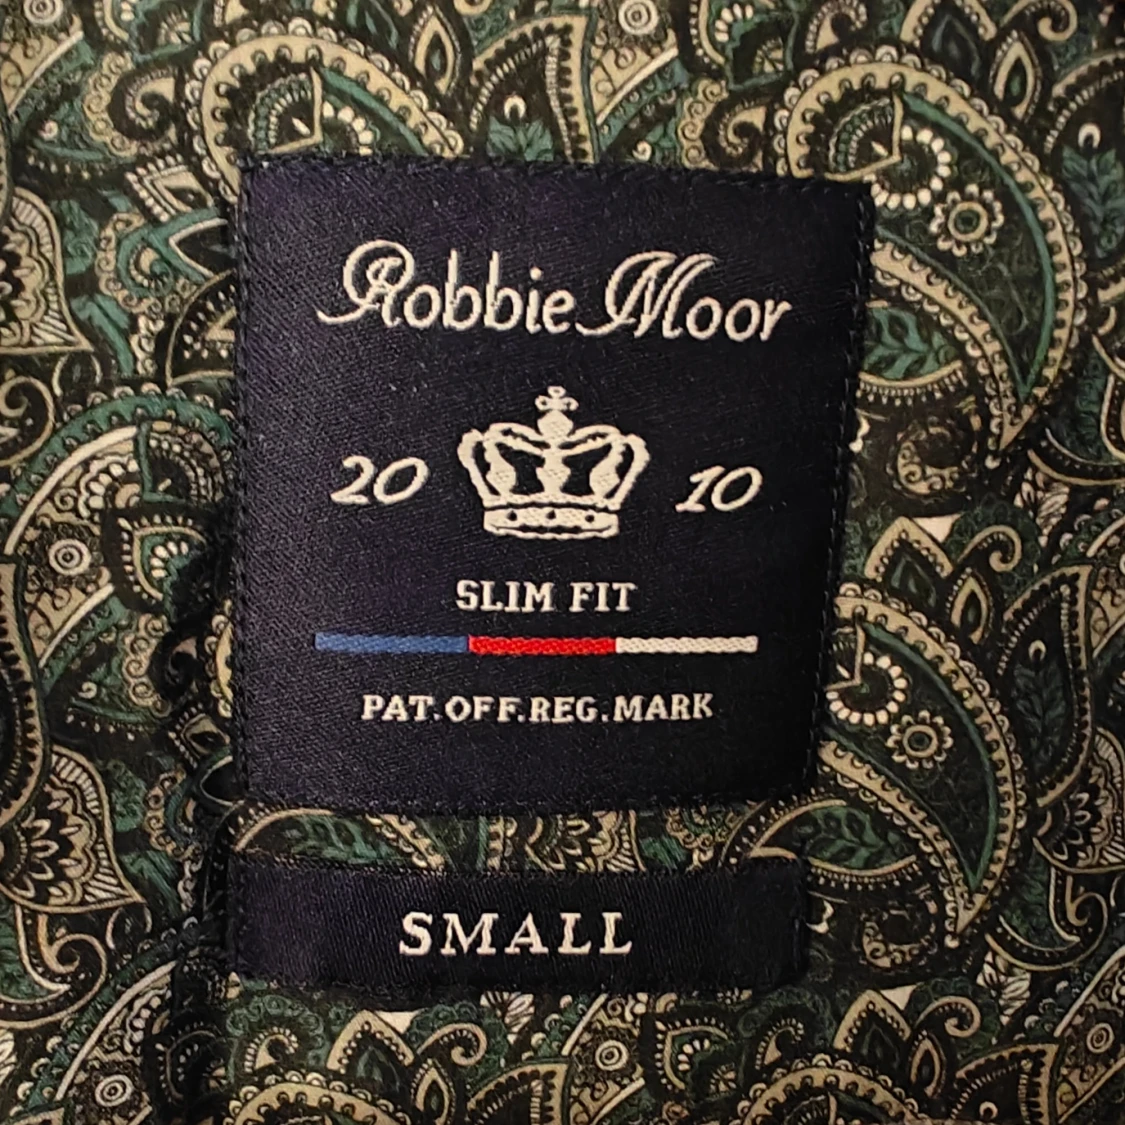 Robbie Moor
20 10
SLIM FIT
PAT.OFF.REG.MARK
SMALL